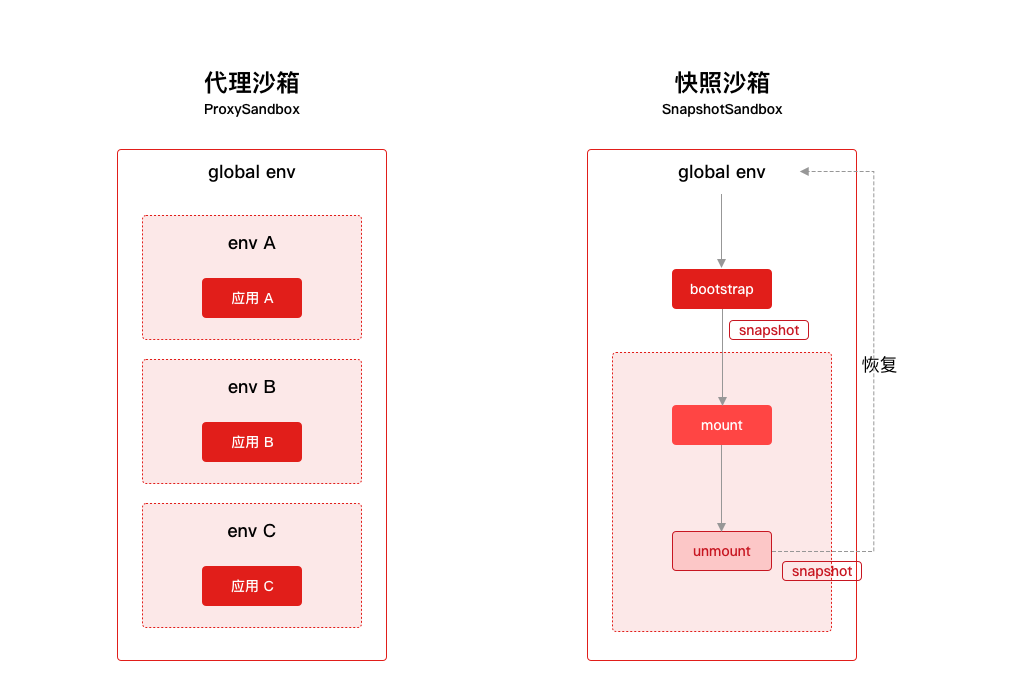 代理沙箱
ProxySandbox
global env
env A
应用 A
env B
应用 B
env C
应用 C
快照沙箱
SnapshotSandbox
global env
bootstrap
snapshot
恢复
mount
unmount
snapshot